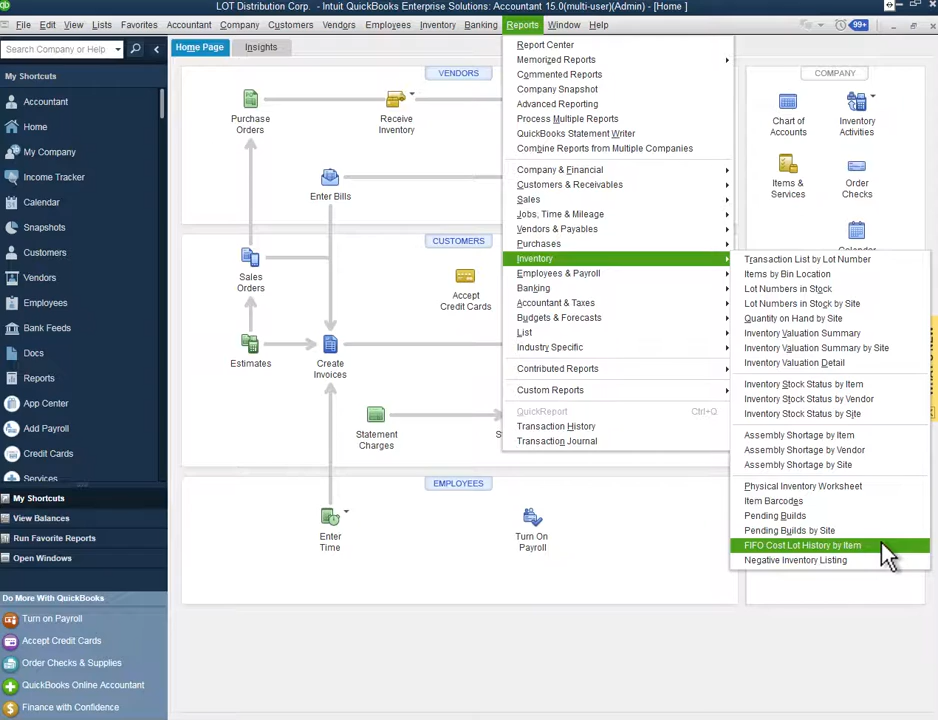 LOT Distribution Corp. - Intuit QuickBooks Enterprise Solutions: Accountant 15.0(multi-user)(Admin) - [Home ]
File Edit View Lists Favorites Accountant Company Customers Vendors Employees Inventory Banking Reports Window Help
99+
Search Company or Help
Home Page
Insights
My Shortcuts
Accountant
Home
My Company
Income Tracker
Calendar
Snapshots
Customers
Vendors
Employees
Bank Feeds
Docs
Reports
App Center
Add Payroll
Credit Cards
Services
My Shortcuts
View Balances
Run Favorite Reports
Open Windows
Do More With QuickBooks
Turn on Payroll
Accept Credit Cards
Order Checks & Supplies
QuickBooks Online Accountant
Finance with Confidence
VENDORS
Purchase
Orders
Receive
Inventory
Enter Bills
CUSTOMERS
Sales
Orders
Accept
Credit Cards
Estimates
Create
Invoices
Statement
Charges
EMPLOYEES
Enter
Time
Turn On
Payroll
COMPANY
Chart of
Accounts
Inventory
Activities
Items &
Services
Order
Checks
Calendar
Report Center
Memorized Reports
Commented Reports
Company Snapshot
Advanced Reporting
Process Multiple Reports
QuickBooks Statement Writer
Combine Reports from Multiple Companies
Company & Financial
Customers & Receivables
Sales
Jobs, Time & Mileage
Vendors & Payables
Purchases
Inventory
Employees & Payroll
Banking
Accountant & Taxes
Budgets & Forecasts
List
Industry Specific
Contributed Reports
Custom Reports
QuickReport Ctrl+Q
Transaction History
Transaction Journal
Transaction List by Lot Number
Items by Bin Location
Lot Numbers in Stock
Lot Numbers in Stock by Site
Quantity on Hand by Site
Inventory Valuation Summary
Inventory Valuation Summary by Site
Inventory Valuation Detail
Inventory Stock Status by Item
Inventory Stock Status by Vendor
Inventory Stock Status by Site
Assembly Shortage by Item
Assembly Shortage by Vendor
Assembly Shortage by Site
Physical Inventory Worksheet
Item Barcodes
Pending Builds
Pending Builds by Site
FIFO Cost Lot History by Item
Negative Inventory Listing